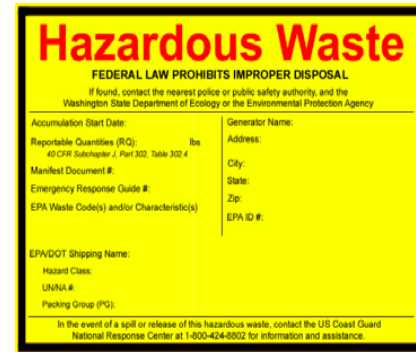 Hazardous Waste
FEDERAL LAW PROHIBITS IMPROPER DISPOSAL
If found, contact the nearest police or public safety authority, and the
Washington State Department of Ecology or the Environmental Protection Agency
Accumulation Start Date:
Reportable Quantities (RQ): lbs
40 CFR Subchapter J, Part 302, Table 302.4
Manifest Document #:
Emergency Response Guide #:
EPA Waste Code(s) and/or Characteristic(s)
Generator Name:
Address:
City:
State:
Zip:
EPA ID #:
EPA/DOT Shipping Name:
Hazard Class:
UN/NA #:
Packing Group (PG):
In the event of a spill or release of this hazardous waste, contact the US Coast Guard
National Response Center at 1-800-424-8802 for information and assistance.